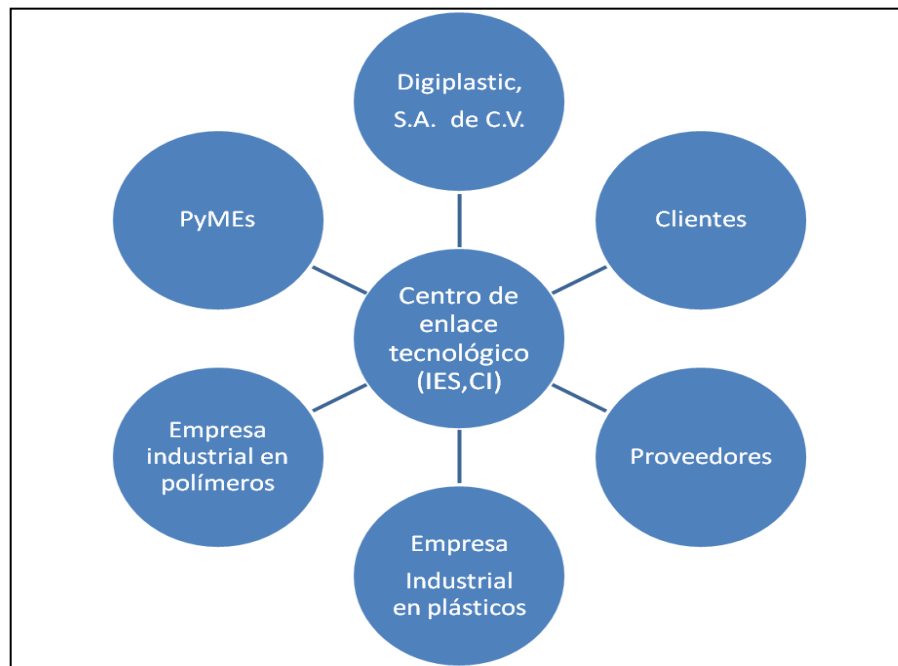 Digiplastic,
S.A. de C.V.
PyMEs
Clientes
Centro de
enlace
tecnológico
(IES,CI)
Empresa
industrial en
polímeros
Proveedores
Empresa
Industrial
en plásticos